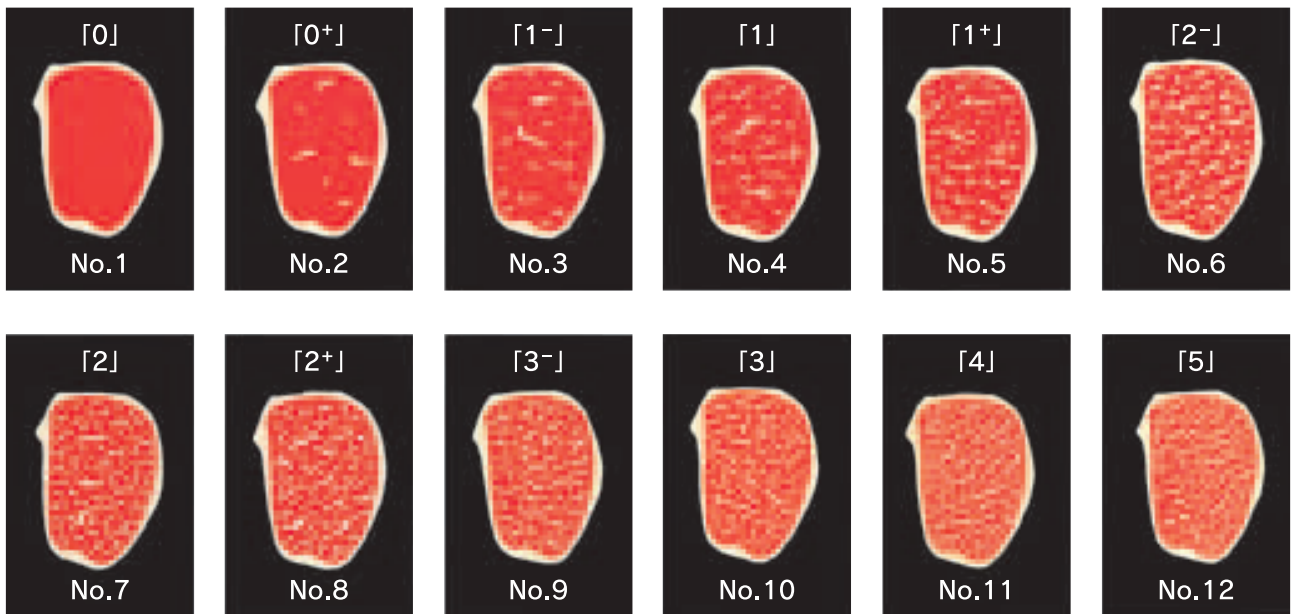 「0」
「0⁺」
「1⁻」
「1」
「1⁺」
「2⁻」
No.1
No.2
No.3
No.4
No.5
No.6
「2」
「2⁺」
「3⁻」
「3」
「4」
「5」
No.7
No.8
No.9
No.10
No.11
No.12